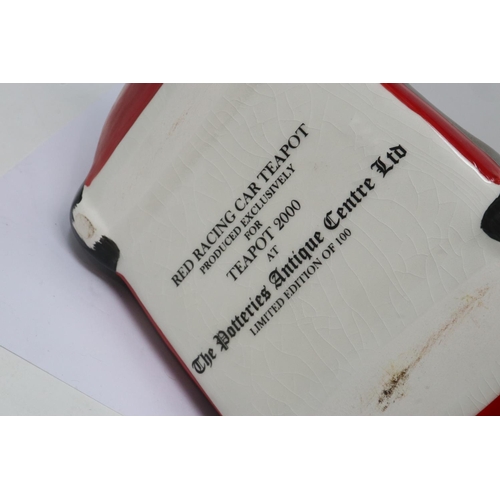 RED RACING CAR TEAPOT
PRODUCED EXCLUSIVELY
FOR
TEAPOT 2000
AT
The Potteries Antique Centre Ltd
LIMITED EDITION OF 100